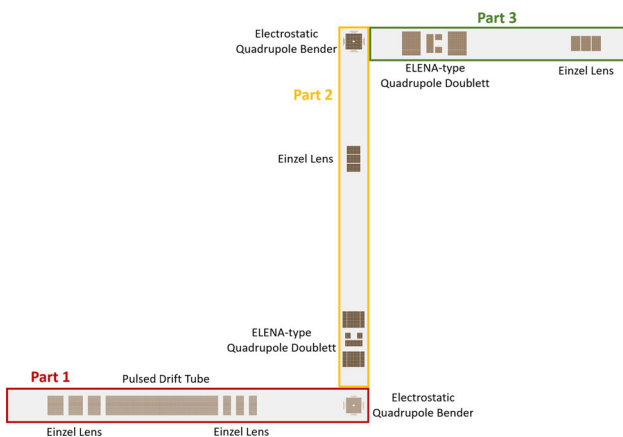 Part 3
Electrostatic
Quadrupole Bender
ELENA-type
Quadrupole Doublett
Einzel Lens
Part 2
Einzel Lens
ELENA-type
Quadrupole Doublett
Part 1
Pulsed Drift Tube
Electrostatic
Quadrupole Bender
Einzel Lens
Einzel Lens